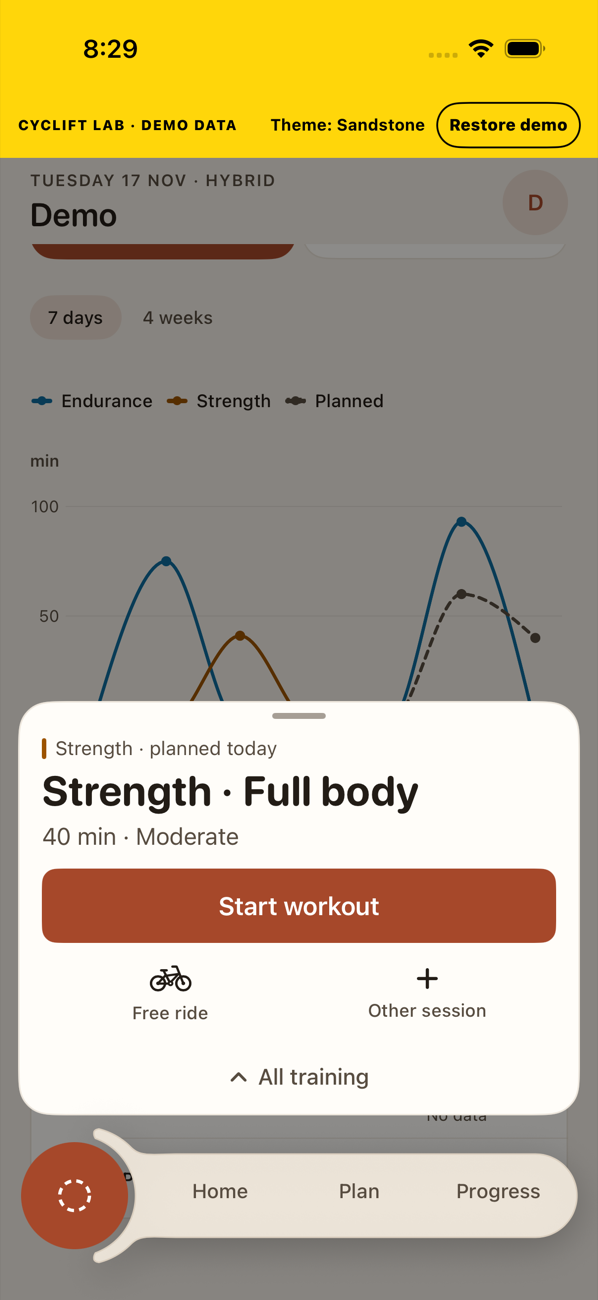 8:29
CYCLIFT LAB · DEMO DATA
Theme: Sandstone
Restore demo
TUESDAY 17 NOV · HYBRID
Demo
D
7 days
4 weeks
Endurance
Strength
Planned
min
100
50
Strength · planned today
Strength · Full body
40 min · Moderate
Start workout
Free ride
Other session
All training
No data
Home
Plan
Progress